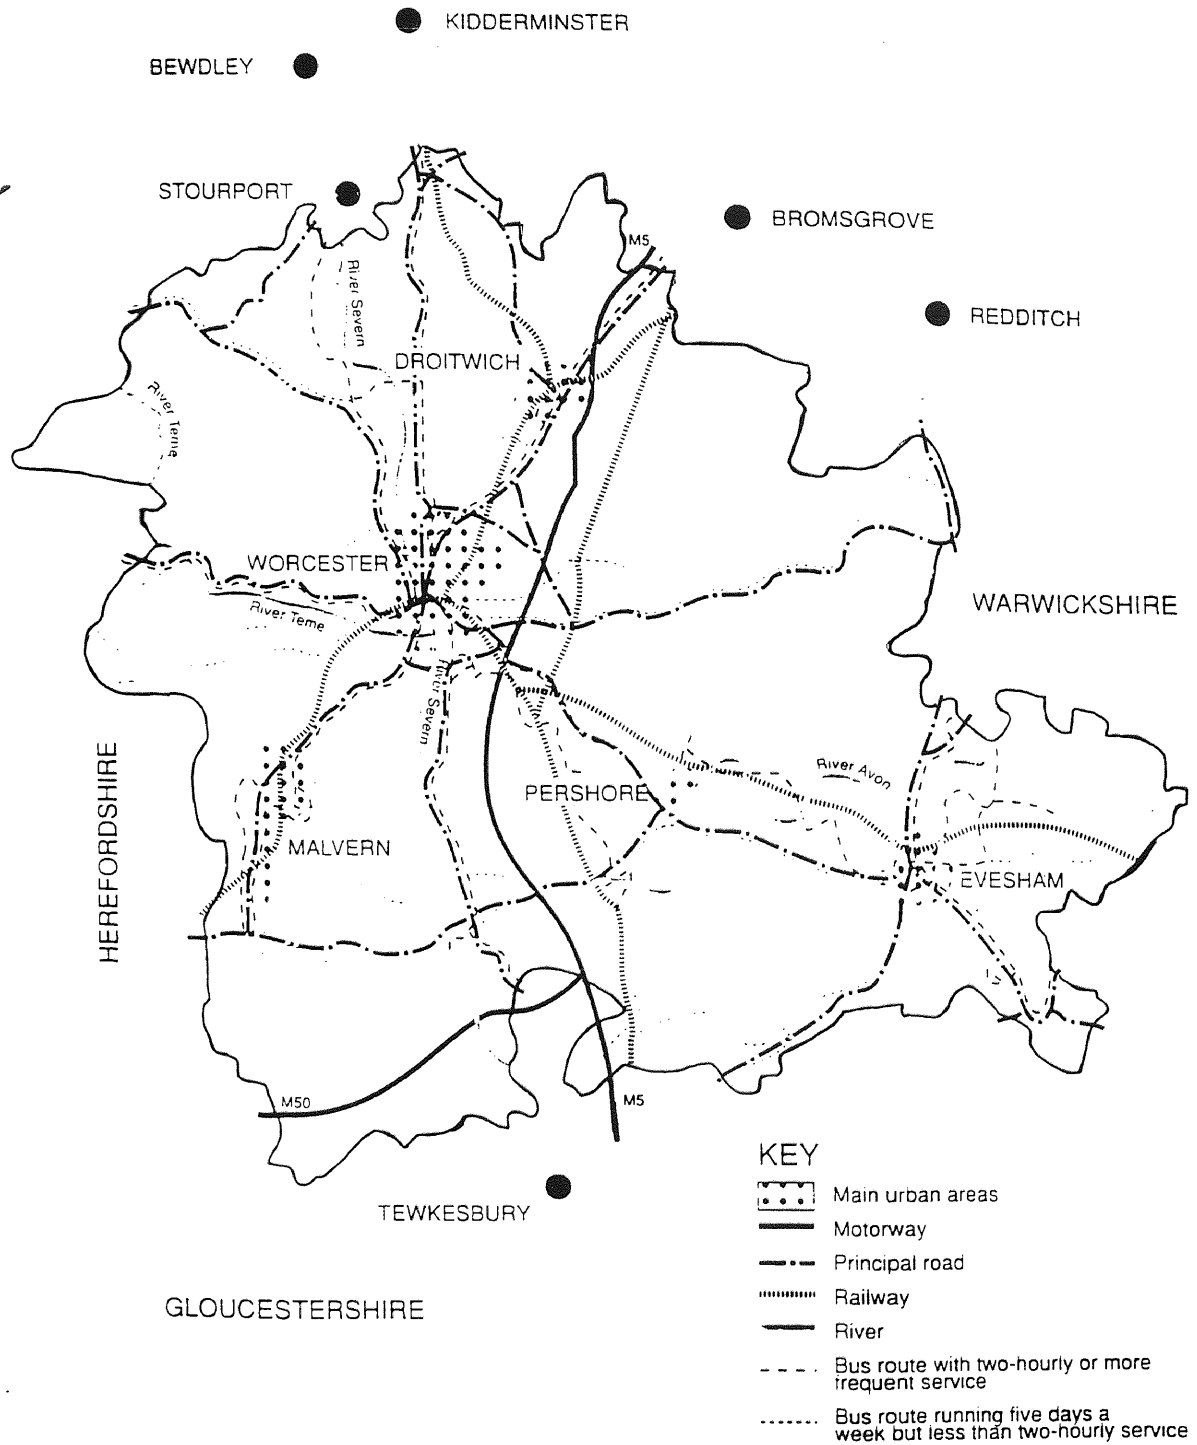 KIDDERMINSTER
BEWDLEY
STOURPORT
BROMSGROVE
M5
River Severn
REDDITCH
DROITWICH
River Teme
WORCESTER
WARWICKSHIRE
River Teme
River Severn
HEREFORDSHIRE
River Avon
PERSHORE
MALVERN
EVESHAM
M50
M5
TEWKESBURY
GLOUCESTERSHIRE
KEY
Main urban areas
Motorway
Principal road
Railway
River
Bus route with two-hourly or more
frequent service
Bus route running five days a
week but less than two-hourly service